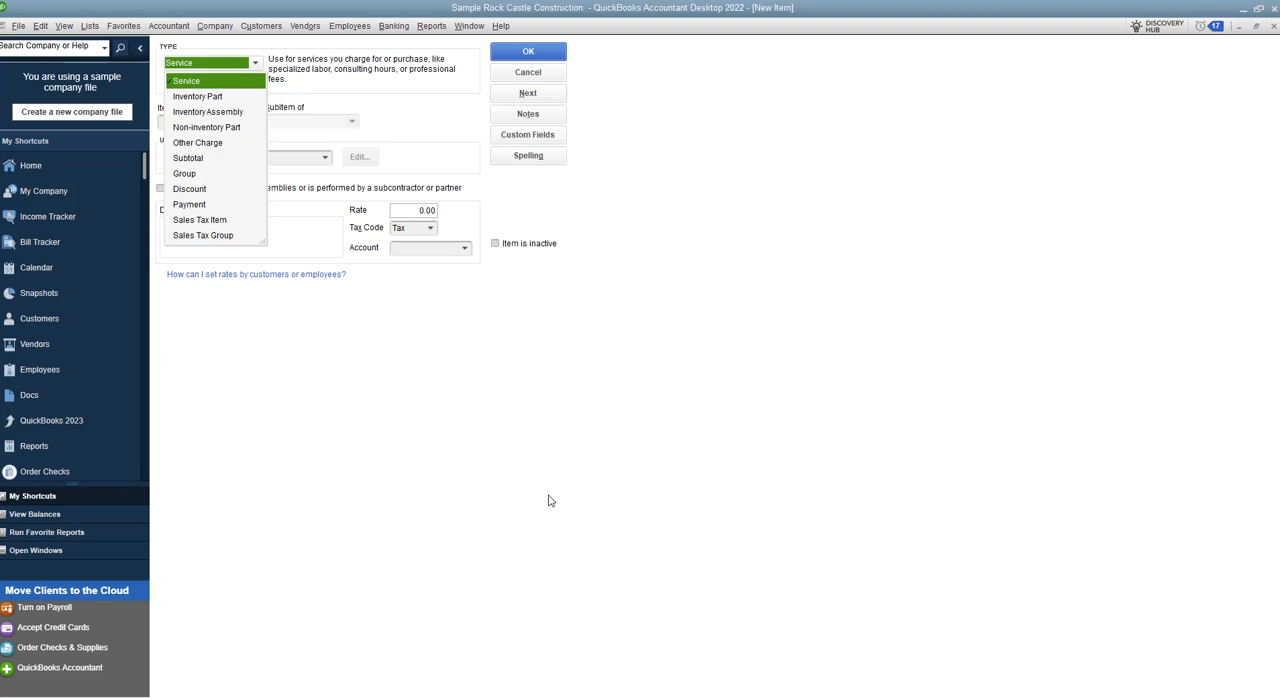 Sample Rock Castle Construction - QuickBooks Accountant Desktop 2022 - [New Item]
File Edit View Lists Favorites Accountant Company Customers Vendors Employees Banking Reports Window Help
DISCOVERY
HUB
17
Search Company or Help
You are using a sample
company file
Create a new company file
My Shortcuts
Home
My Company
Income Tracker
Bill Tracker
Calendar
Snapshots
Customers
Vendors
Employees
Docs
QuickBooks 2023
Reports
Order Checks
My Shortcuts
View Balances
Run Favorite Reports
Open Windows
Move Clients to the Cloud
Turn on Payroll
Accept Credit Cards
Order Checks & Supplies
QuickBooks Accountant
TYPE
Service
Use for services you charge for or purchase, like
specialized labor, consulting hours, or professional
fees.
Service
Inventory Part
Inventory Assembly
Non-inventory Part
Other Charge
Subtotal
Group
Discount
Payment
Sales Tax Item
Sales Tax Group
Subitem of
Edit...
emblies or is performed by a subcontractor or partner
Rate 0.00
Tax Code Tax
Account
How can I set rates by customers or employees?
OK
Cancel
Next
Notes
Custom Fields
Spelling
Item is inactive